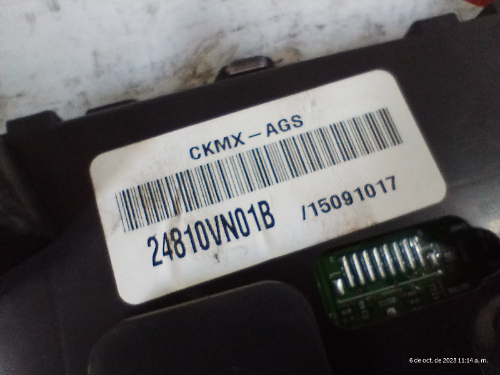 CKMX-AGS
24810VN01B /15091017
6 de oct. de 2023 11:14 a. m.